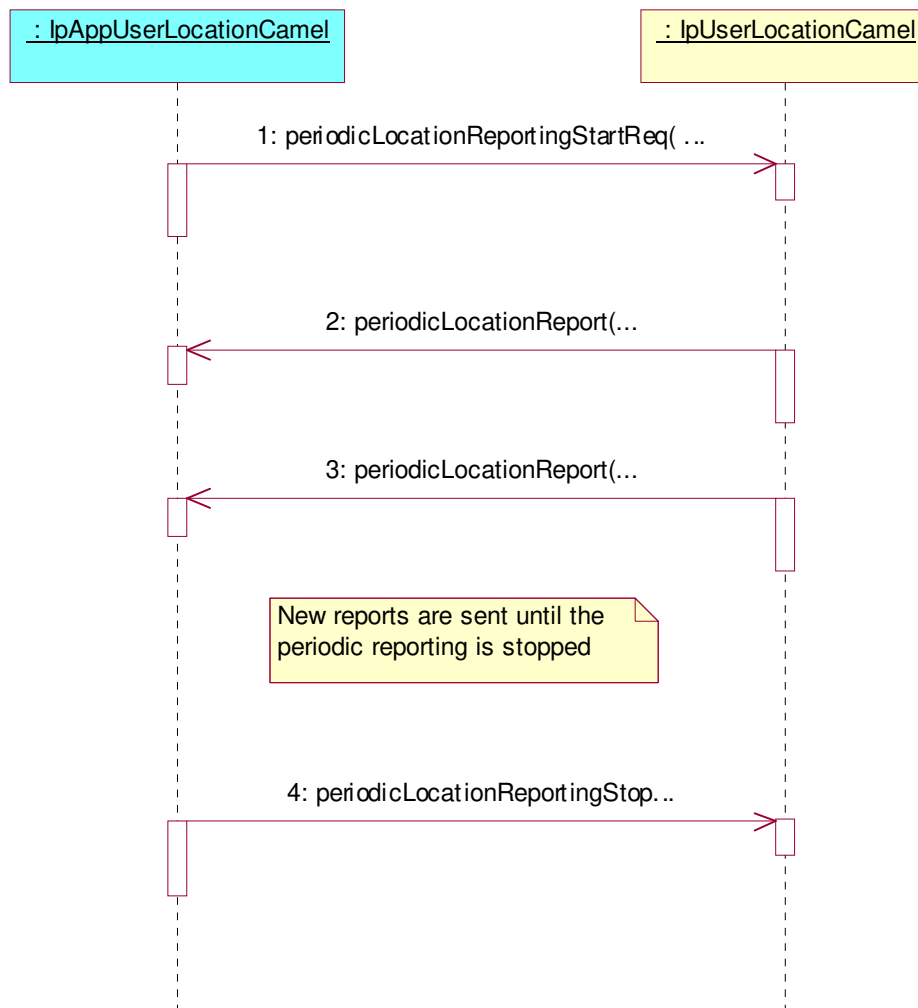 : IpAppUserLocationCamel
: IpUserLocationCamel
1: periodicLocationReportingStartReq( ...
2: periodicLocationReport(...
3: periodicLocationReport(...
New reports are sent until the
periodic reporting is stopped
4: periodicLocationReportingStop...